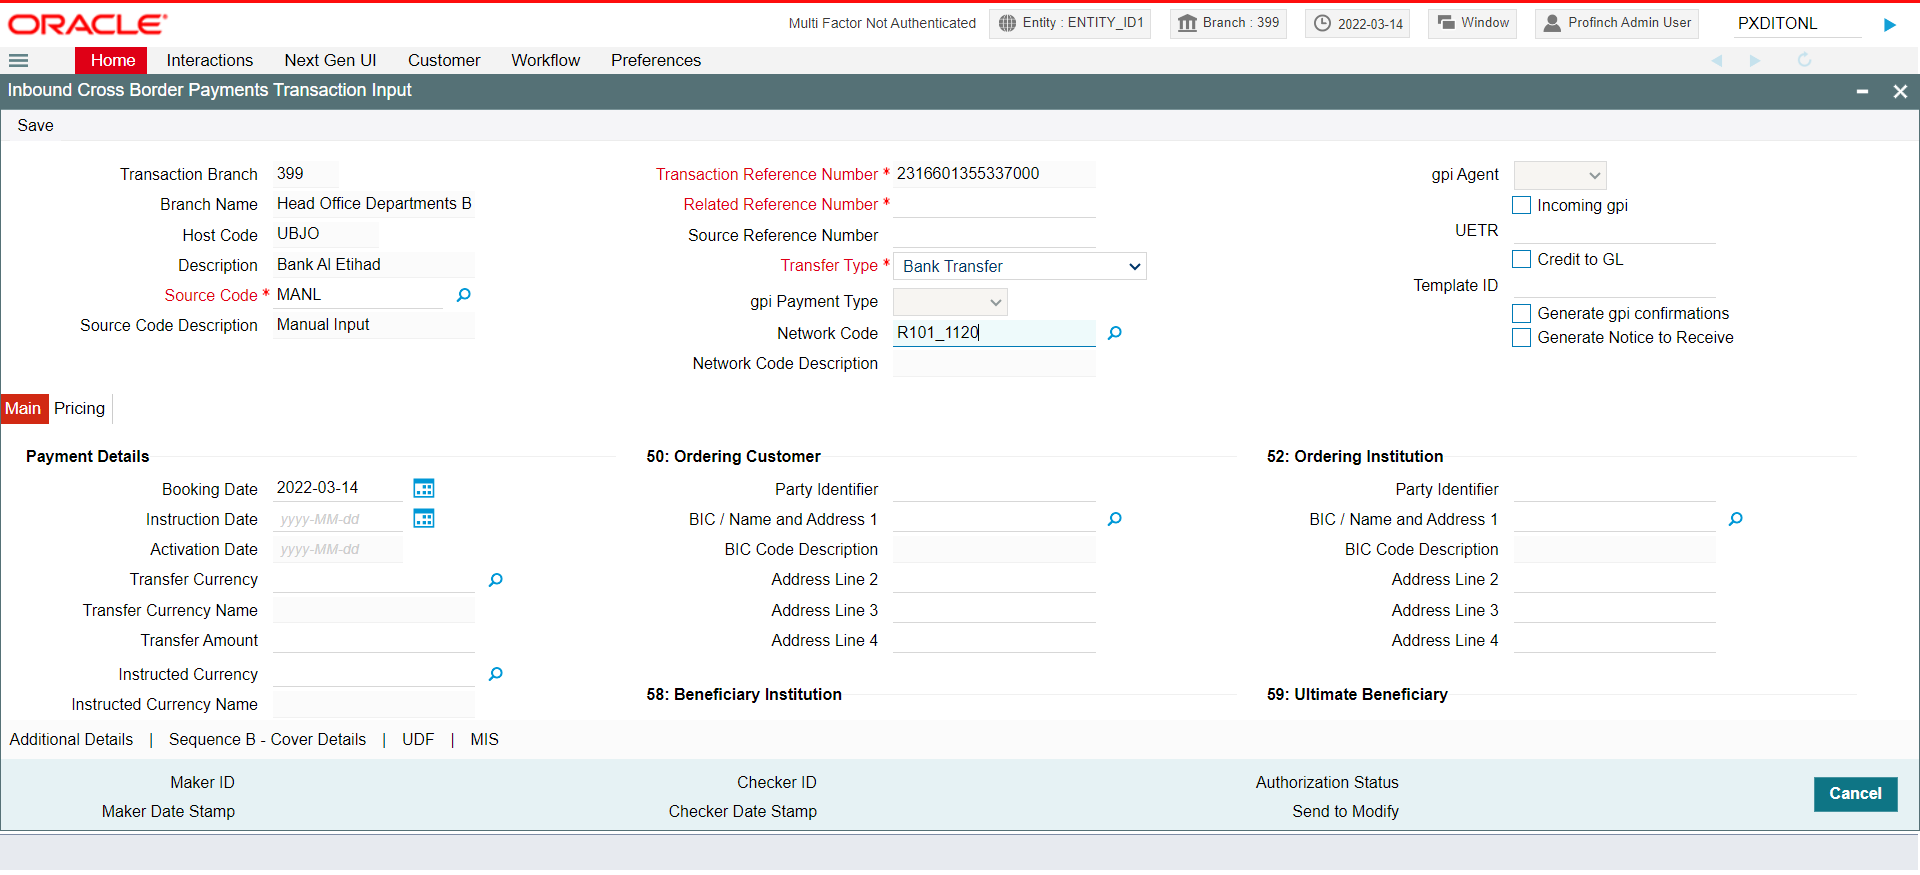 ORACLE
Multi Factor Not Authenticated Entity : ENTITY_ID1 Branch : 399 2022-03-14 Window Profinch Admin User PXDITONL
Home Interactions Next Gen UI Customer Workflow Preferences
Inbound Cross Border Payments Transaction Input
Save
Transaction Branch 399
Branch Name Head Office Departments B
Host Code UBJO
Description Bank Al Etihad
Source Code * MANL
Source Code Description Manual Input
Transaction Reference Number * 2316601355337000
Related Reference Number *
Source Reference Number
Transfer Type * Bank Transfer
gpi Payment Type
Network Code R101_1120
Network Code Description
gpi Agent
Incoming gpi
UETR
Credit to GL
Template ID
Generate gpi confirmations
Generate Notice to Receive
Main Pricing
Payment Details
Booking Date 2022-03-14
Instruction Date yyyy-MM-dd
Activation Date yyyy-MM-dd
Transfer Currency
Transfer Currency Name
Transfer Amount
Instructed Currency
Instructed Currency Name
50: Ordering Customer
Party Identifier
BIC / Name and Address 1
BIC Code Description
Address Line 2
Address Line 3
Address Line 4
58: Beneficiary Institution
52: Ordering Institution
Party Identifier
BIC / Name and Address 1
BIC Code Description
Address Line 2
Address Line 3
Address Line 4
59: Ultimate Beneficiary
Additional Details | Sequence B - Cover Details | UDF | MIS
Maker ID Checker ID Authorization Status
Maker Date Stamp Checker Date Stamp Send to Modify
Cancel